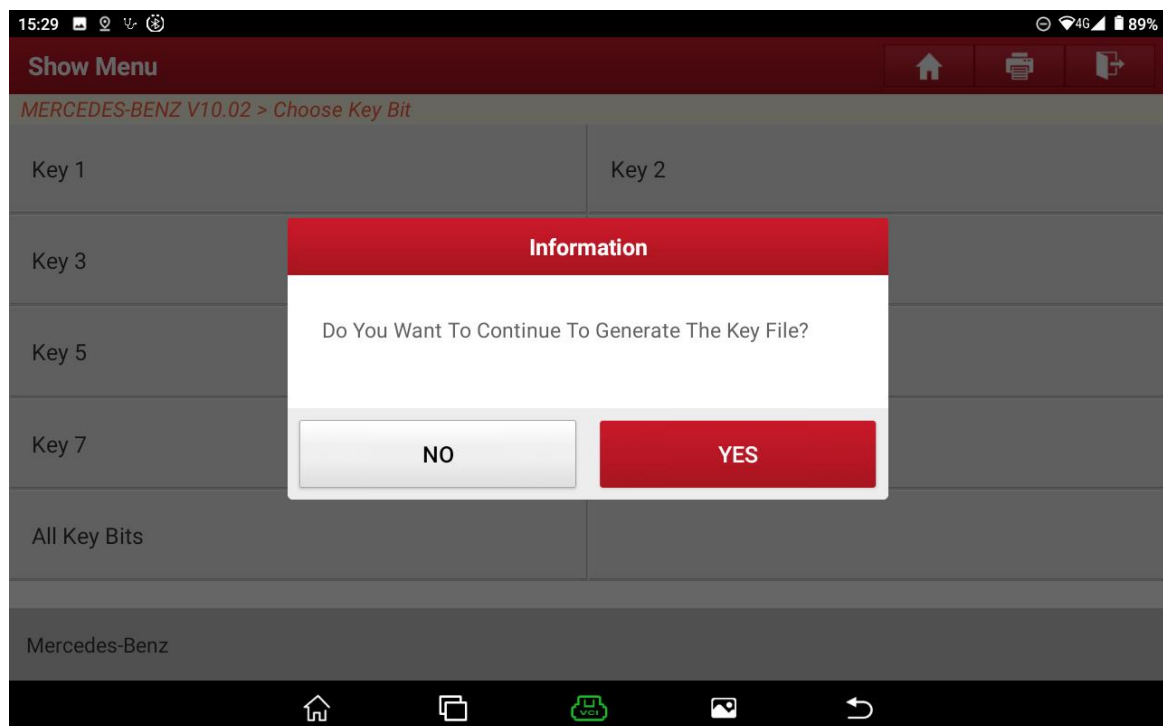 15:29
4G 89%
Show Menu
MERCEDES-BENZ V10.02 > Choose Key Bit
Key 1
Key 2
Key 3
Information
Do You Want To Continue To Generate The Key File?
Key 5
Key 7
NO
YES
All Key Bits
Mercedes-Benz
VCI